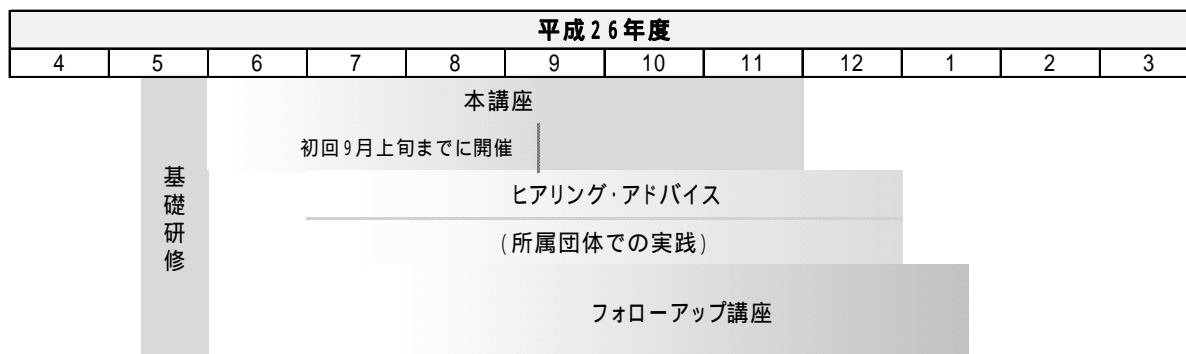 平成26年度
4 5 6 7 8 9 10 11 12 1 2 3
本講座
初回9月上旬までに開催
基礎研修
ヒアリング・アドバイス
(所属団体での実践)
フォローアップ講座